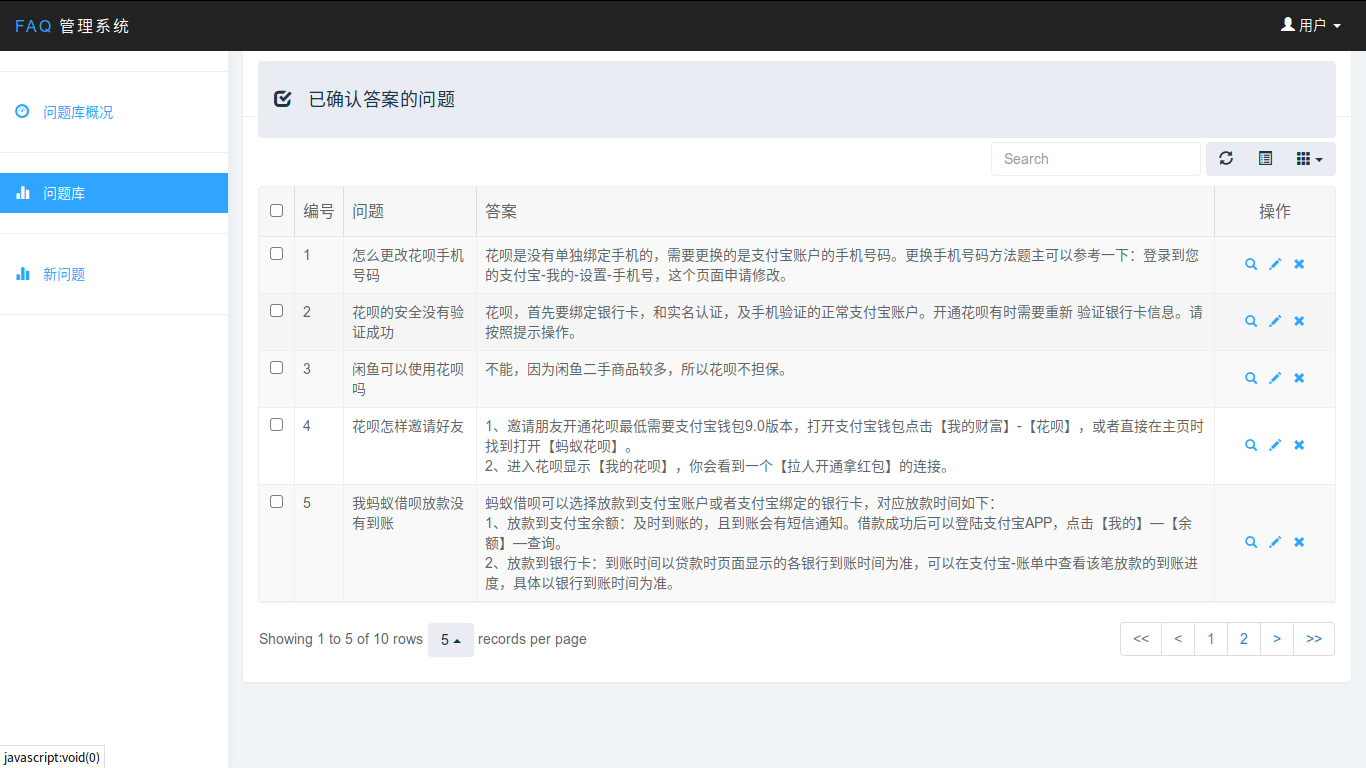 FAQ 管理系统
用户
问题库概况
问题库
新问题
已确认答案的问题
Search
编号 问题 答案 操作
1 怎么更改花呗手机号码
花呗是没有单独绑定手机的，需要更换的是支付宝账户的手机号码。更换手机号码方法题主可以参考一下：登录到您
的支付宝-我的-设置-手机号，这个页面申请修改。
2 花呗的安全没有验证成功
花呗，首先要绑定银行卡，和实名认证，及手机验证的正常支付宝账户。开通花呗有时需要重新 验证银行卡信息。请
按照提示操作。
3 闲鱼可以使用花呗吗
不能，因为闲鱼二手商品较多，所以花呗不担保。
4 花呗怎样邀请好友
1、邀请朋友开通花呗最低需要支付宝钱包9.0版本，打开支付宝钱包点击【我的财富】-【花呗】，或者直接在主页时
找到打开【蚂蚁花呗】。
2、进入花呗显示【我的花呗】，你会看到一个【拉人开通拿红包】的连接。
5 我蚂蚁借呗放款没有到账
蚂蚁借呗可以选择放款到支付宝账户或者支付宝绑定的银行卡，对应放款时间如下：
1、放款到支付宝余额：及时到账的，且到账会有短信通知。借款成功后可以登陆支付宝APP，点击【我的】—【余
额】—查询。
2、放款到银行卡：到账时间以贷款时页面显示的各银行到账时间为准，可以在支付宝-账单中查看该笔放款的到账进
度，具体以银行到账时间为准。
Showing 1 to 5 of 10 rows 5 records per page
<< < 1 2 > >>
javascript:void(0)